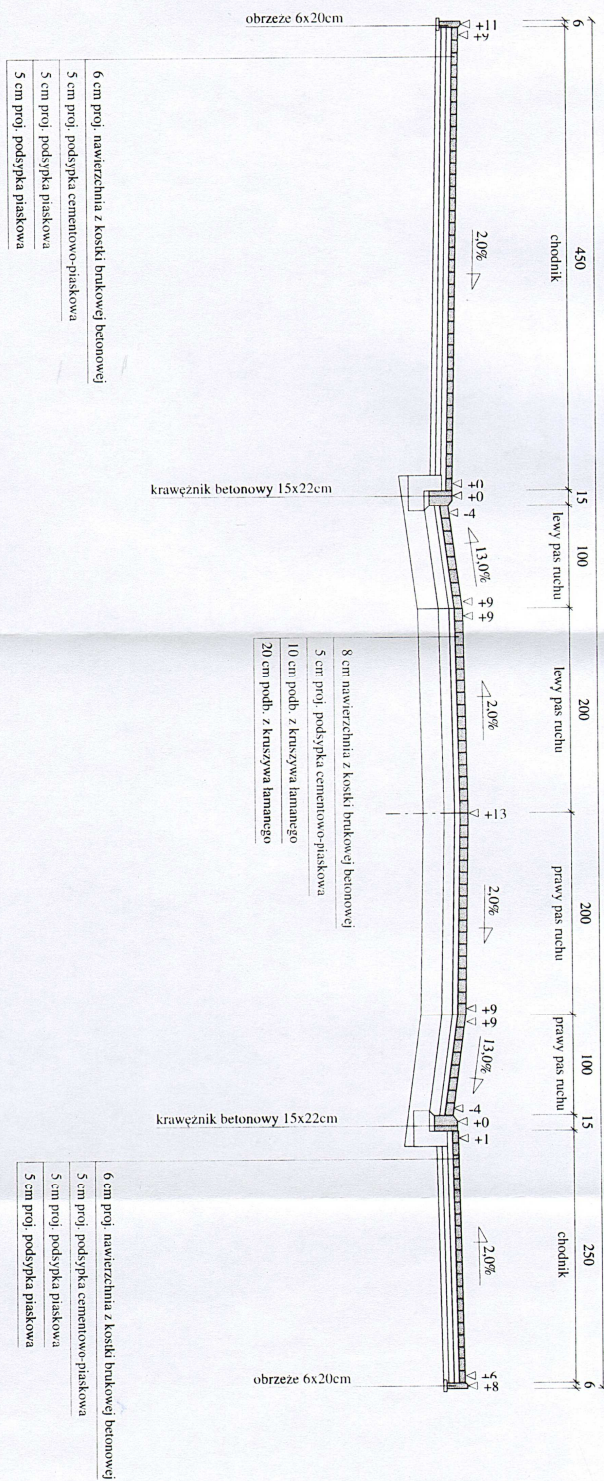 6 450 15 100 200 200 100 15 250 6
chodnik lewy pas ruchu lewy pas ruchu prawy pas ruchu prawy pas ruchu chodnik
2,0% 13,0% 2,0% 2,0% 13,0% 2,0%
+11 +9 +0 -4 +9 +9 +13 +9 +9 -4 +0 +1 +8
obrzeże 6x20cm
krawężnik betonowy 15x22cm
krawężnik betonowy 15x22cm
obrzeże 6x20cm
6 cm proj. nawierzchnia z kostki brukowej betonowej
5 cm proj. podsypka cementowo-piaskowa
5 cm proj. podsypka piaskowa
5 cm proj. podsypka piaskowa
8 cm nawierzchnia z kostki brukowej betonowej
5 cm proj. podsypka cementowo-piaskowa
10 cm podb. z kruszywa łamanego
20 cm podb. z kruszywa łamanego
6 cm proj. nawierzchnia z kostki brukowej betonowej
5 cm proj. podsypka cementowo-piaskowa
5 cm proj. podsypka piaskowa
5 cm proj. podsypka piaskowa